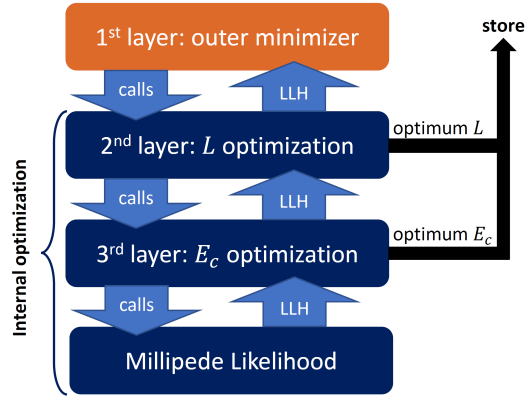 1st layer: outer minimizer
store
calls
LLH
optimum L
2nd layer: L optimization
calls
LLH
optimum Ec
3rd layer: Ec optimization
calls
LLH
Millipede Likelihood
Internal optimization